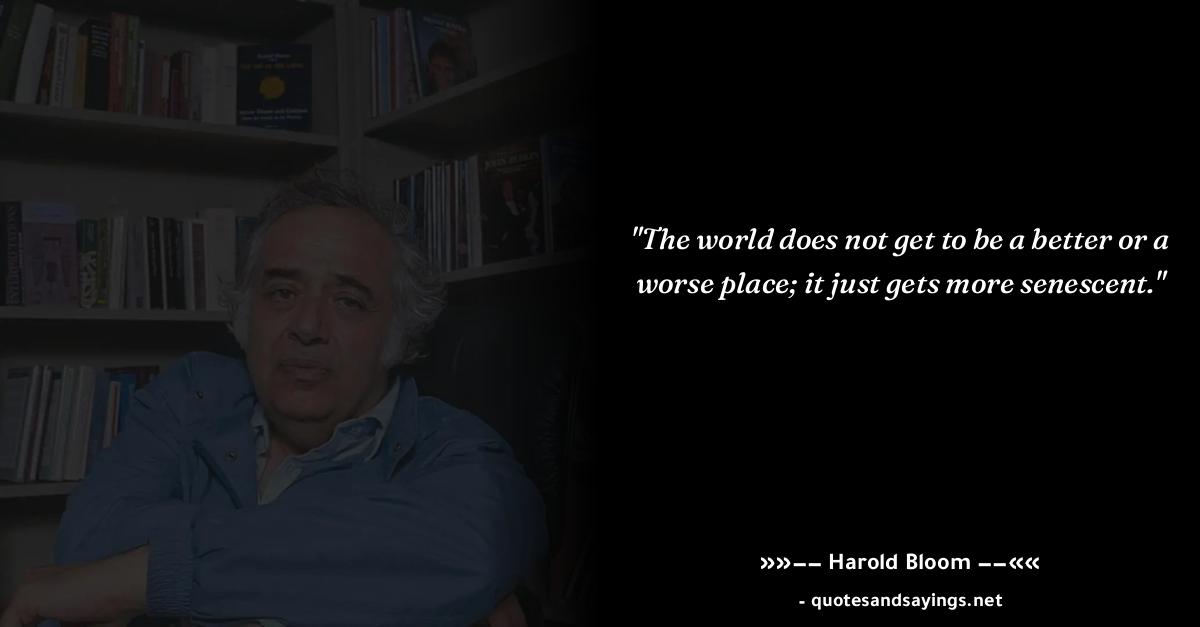 "The world does not get to be a better or a
worse place; it just gets more senescent."
»»−− Harold Bloom −−««
- quotesandsayings.net